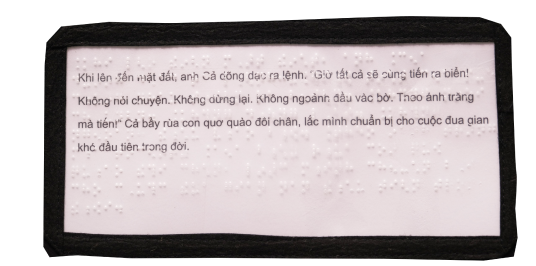 Khi lên đến mặt đất, anh Cả dõng dạc ra lệnh. "Giờ tất cả sẽ cùng tiến ra biển!
Không nói chuyện. Không dừng lại. Không ngoảnh đầu vào bờ. Theo ánh trăng
mà tiến!" Cả bầy rùa con quơ quào đôi chân, lắc mình chuẩn bị cho cuộc đua gian
khó đầu tiên trong đời.